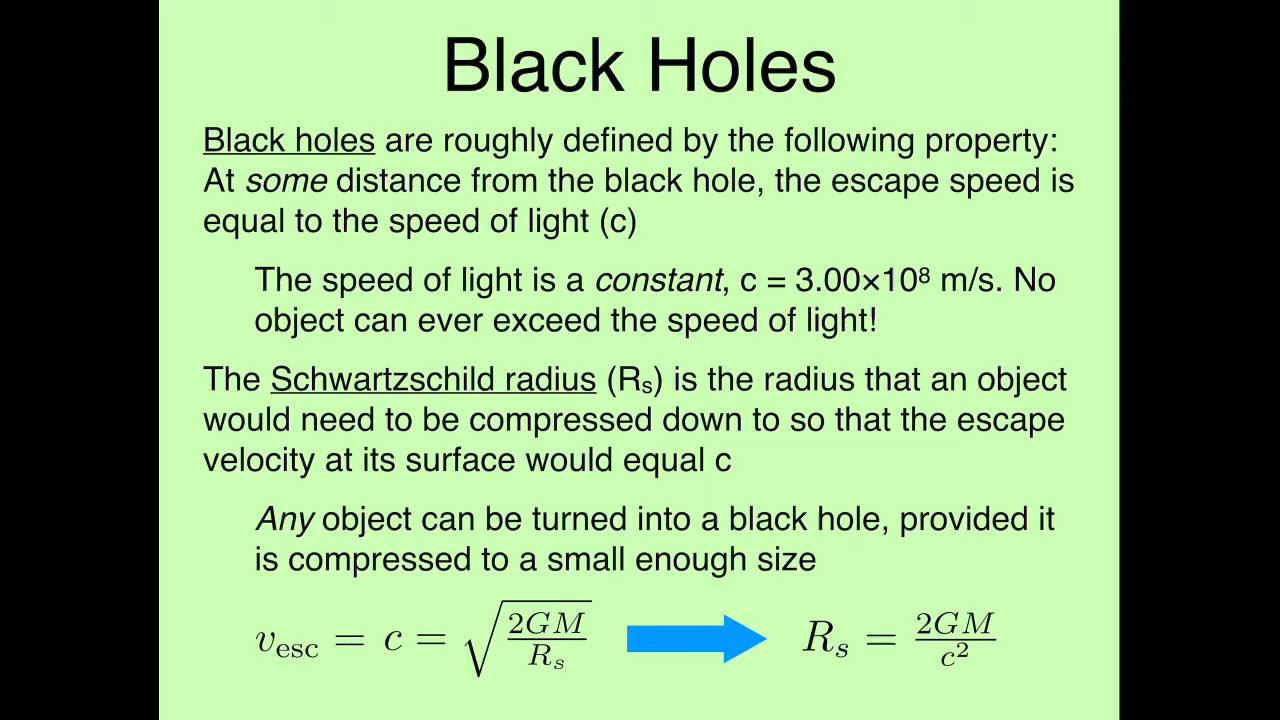 Black Holes
Black holes are roughly defined by the following property:
At some distance from the black hole, the escape speed is
equal to the speed of light (c)
The speed of light is a constant, c = 3.00×10⁸ m/s. No
object can ever exceed the speed of light!
The Schwartzschild radius (Rₛ) is the radius that an object
would need to be compressed down to so that the escape
velocity at its surface would equal c
Any object can be turned into a black hole, provided it
is compressed to a small enough size
v_esc = c = √(2GM/R_s) R_s = 2GM/c²